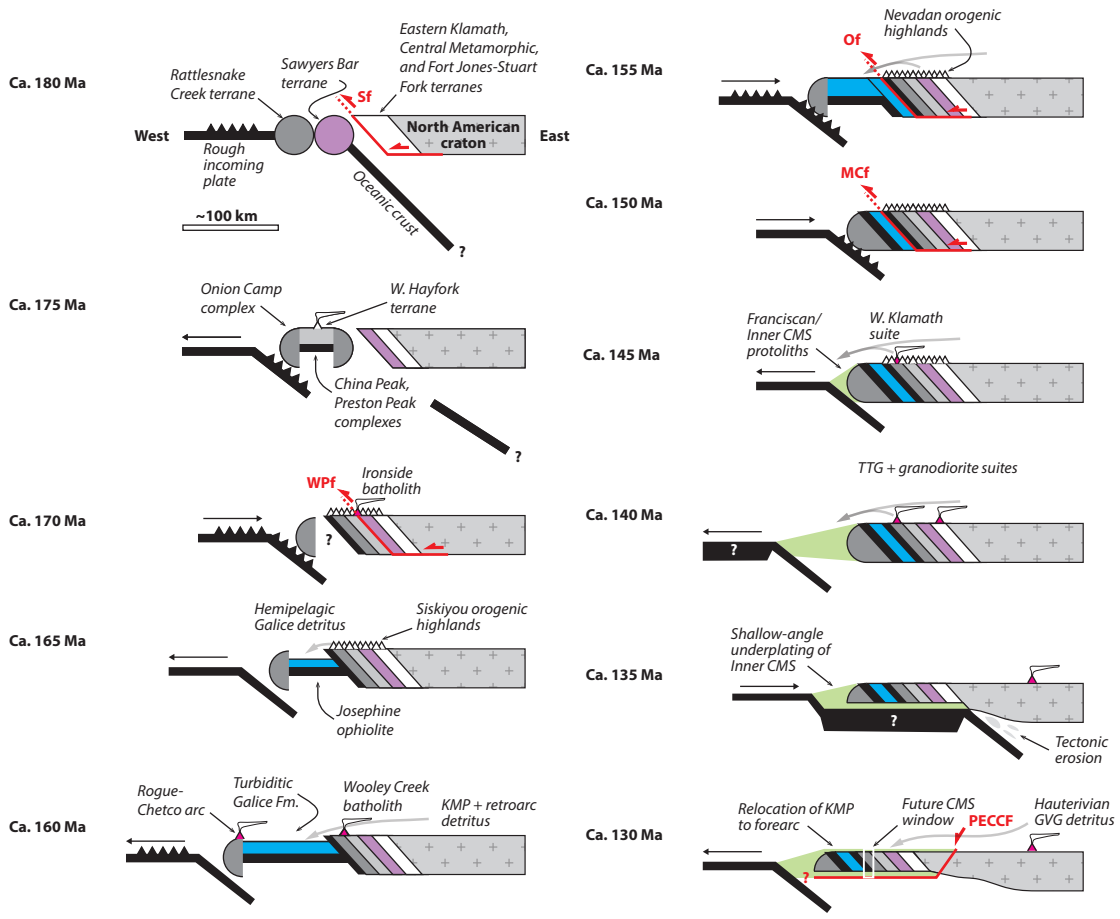 Ca. 180 Ma
Rattlesnake
Creek terrane
Sawyers Bar
terrane
Eastern Klamath,
Central Metamorphic,
and Fort Jones-Stuart
Fork terranes
Sf
West
North American
craton
East
Rough
incoming
plate
Oceanic crust
?
~100 km
Ca. 175 Ma
Onion Camp
complex
W. Hayfork
terrane
China Peak,
Preston Peak
complexes
?
Ca. 170 Ma
WPf
Ironside
batholith
?
Ca. 165 Ma
Hemipelagic
Galice detritus
Siskiyou orogenic
highlands
Josephine
ophiolite
Ca. 160 Ma
Rogue-
Chetco arc
Turbiditic
Galice Fm.
Wooley Creek
batholith
KMP + retroarc
detritus
Ca. 155 Ma
Of
Nevadan orogenic
highlands
Ca. 150 Ma
MCf
Ca. 145 Ma
Franciscan/
Inner CMS
protoliths
W. Klamath
suite
Ca. 140 Ma
TTG + granodiorite suites
?
Ca. 135 Ma
Shallow-angle
underplating of
Inner CMS
?
Tectonic
erosion
Ca. 130 Ma
Relocation of KMP
to forearc
Future CMS
window
PECCF
Hauterivian
GVG detritus
?